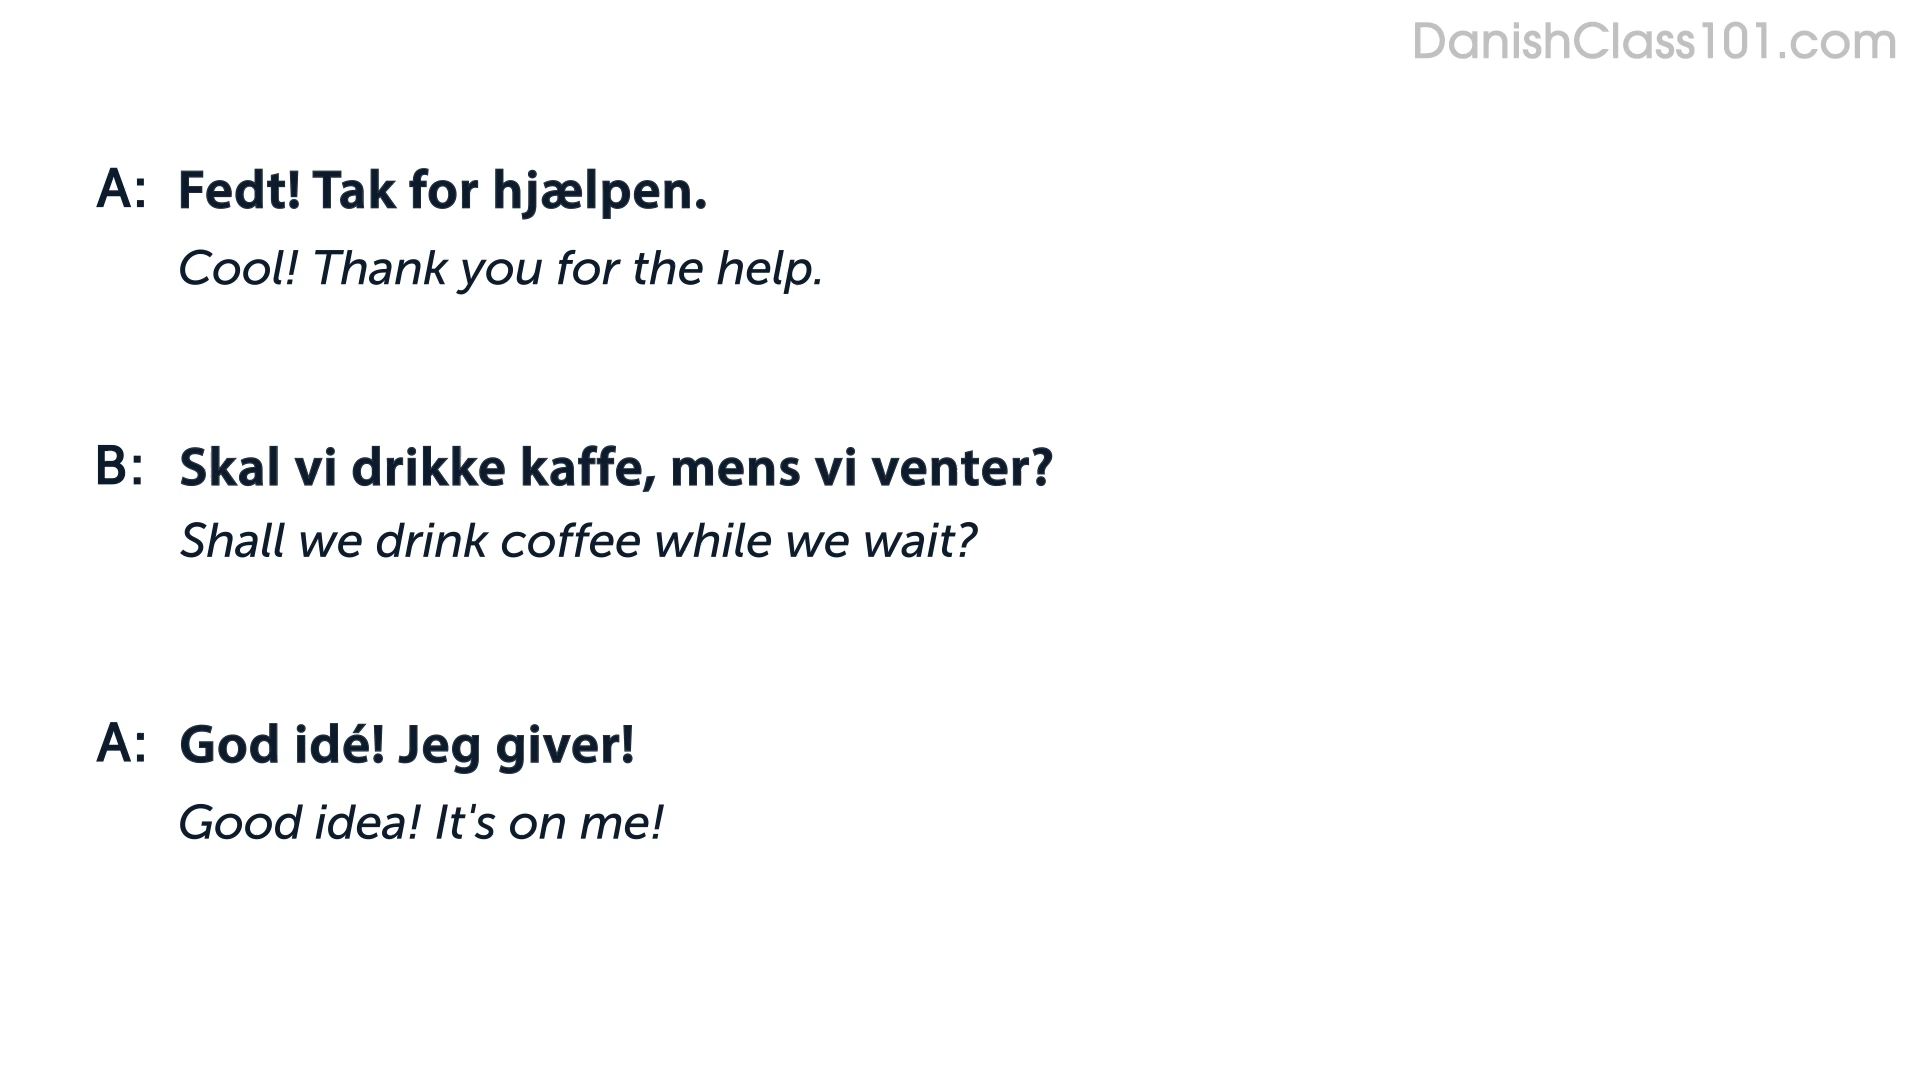 DanishClass101.com
A: Fedt! Tak for hjælpen.
Cool! Thank you for the help.
B: Skal vi drikke kaffe, mens vi venter?
Shall we drink coffee while we wait?
A: God idé! Jeg giver!
Good idea! It's on me!